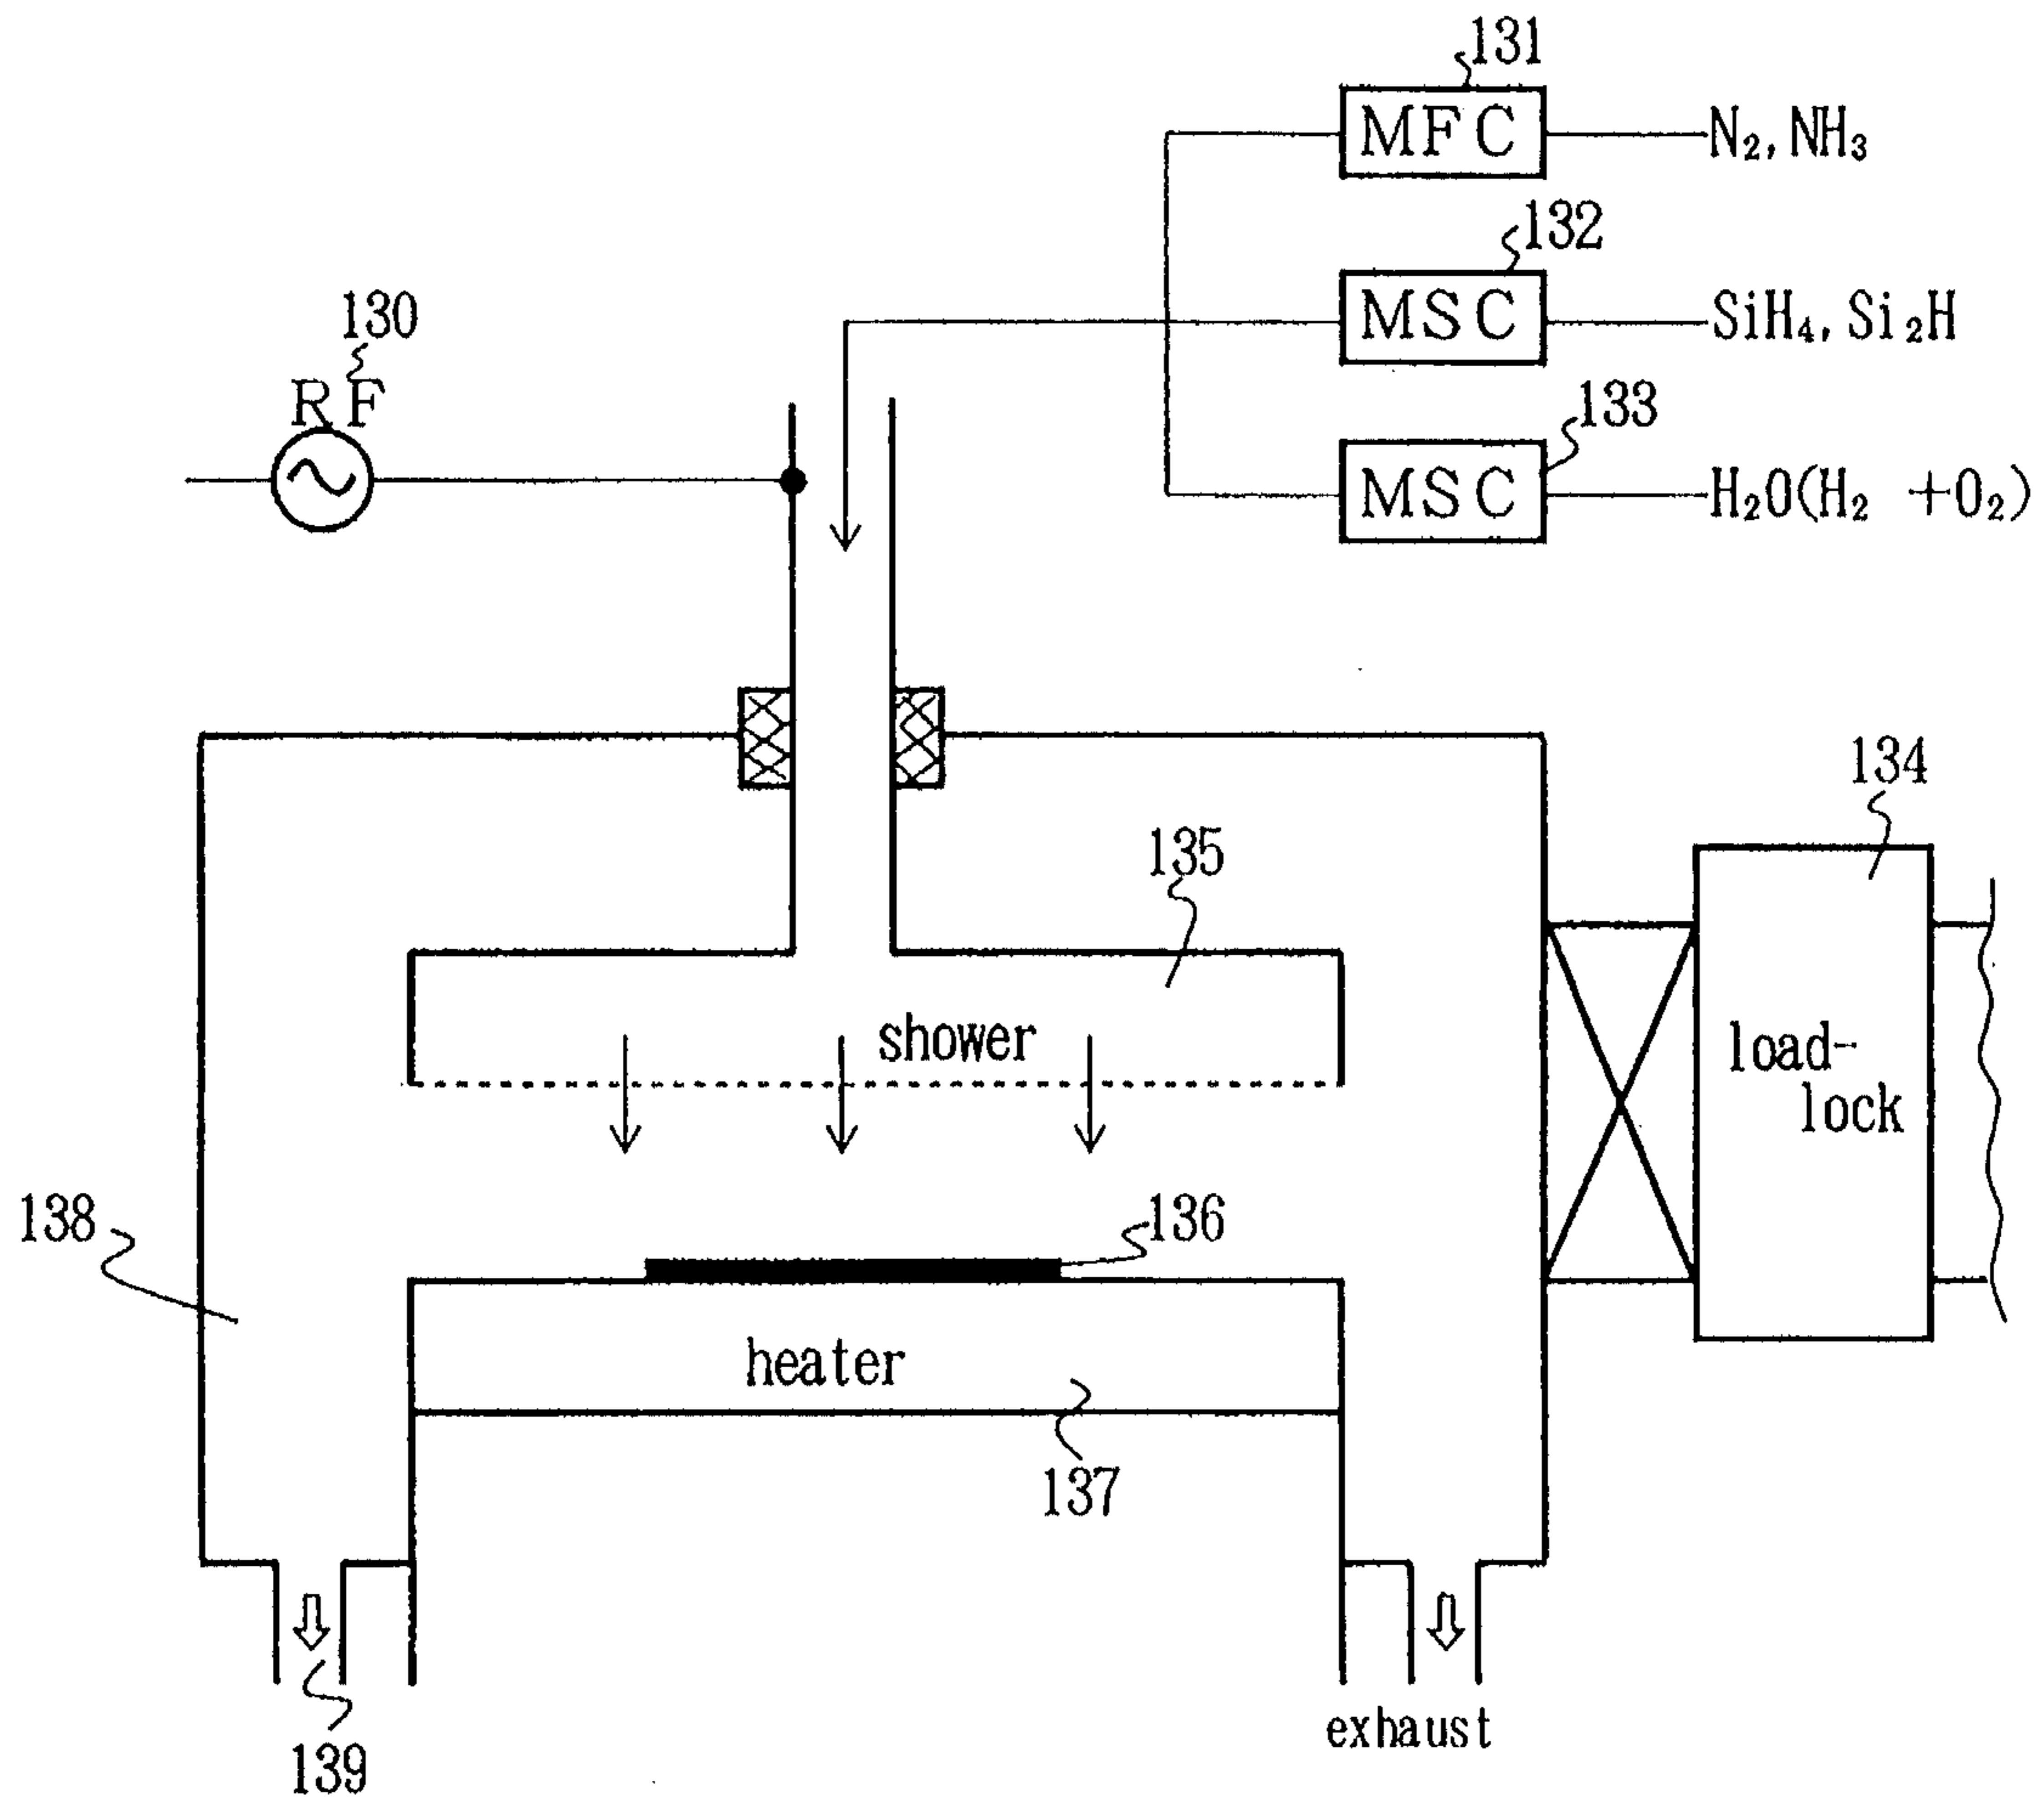 131
MFC N₂, NH₃
132
MSC SiH₄, Si₂H
130
RF
133
MSC H₂O(H₂ +O₂)
134
135
shower
load-
lock
138
136
heater
137
exhaust
139